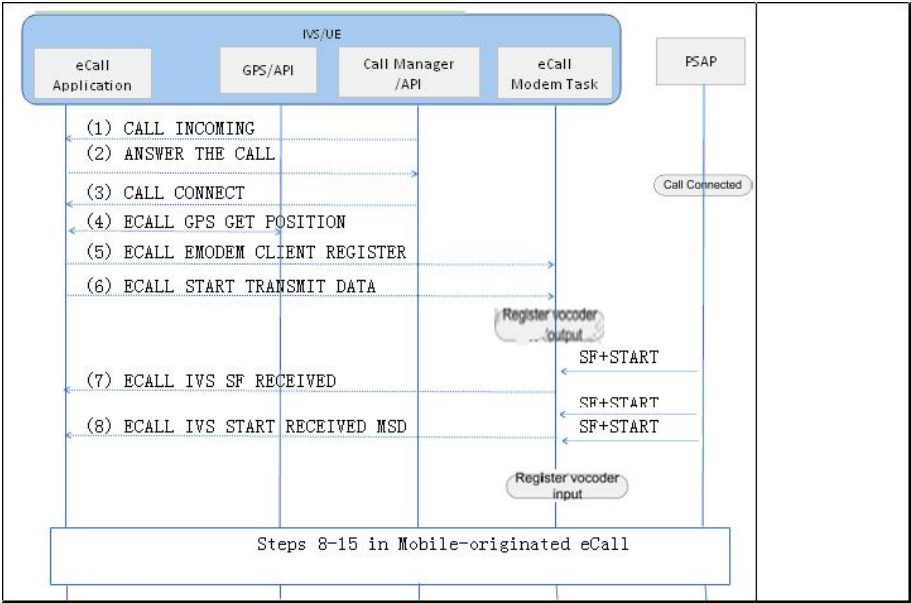 IVS/UE
eCall
Application
GPS/API
Call Manager
/API
eCall
Modem Task
PSAP
(1) CALL INCOMING
(2) ANSWER THE CALL
Call Connected
(3) CALL CONNECT
(4) ECALL GPS GET POSITION
(5) ECALL EMODEM CLIENT REGISTER
(6) ECALL START TRANSMIT DATA
Register vocoder
/output
SF+START
(7) ECALL IVS SF RECEIVED
SF+START
(8) ECALL IVS START RECEIVED MSD
SF+START
Register vocoder
input
Steps 8-15 in Mobile-originated eCall